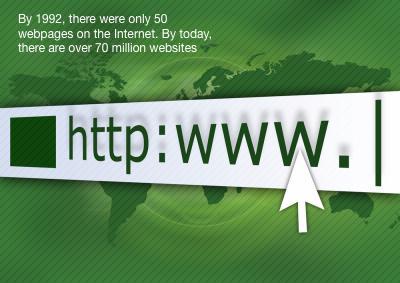 By 1992, there were only 50
webpages on the Internet. By today,
there are over 70 million websites
http:www.|